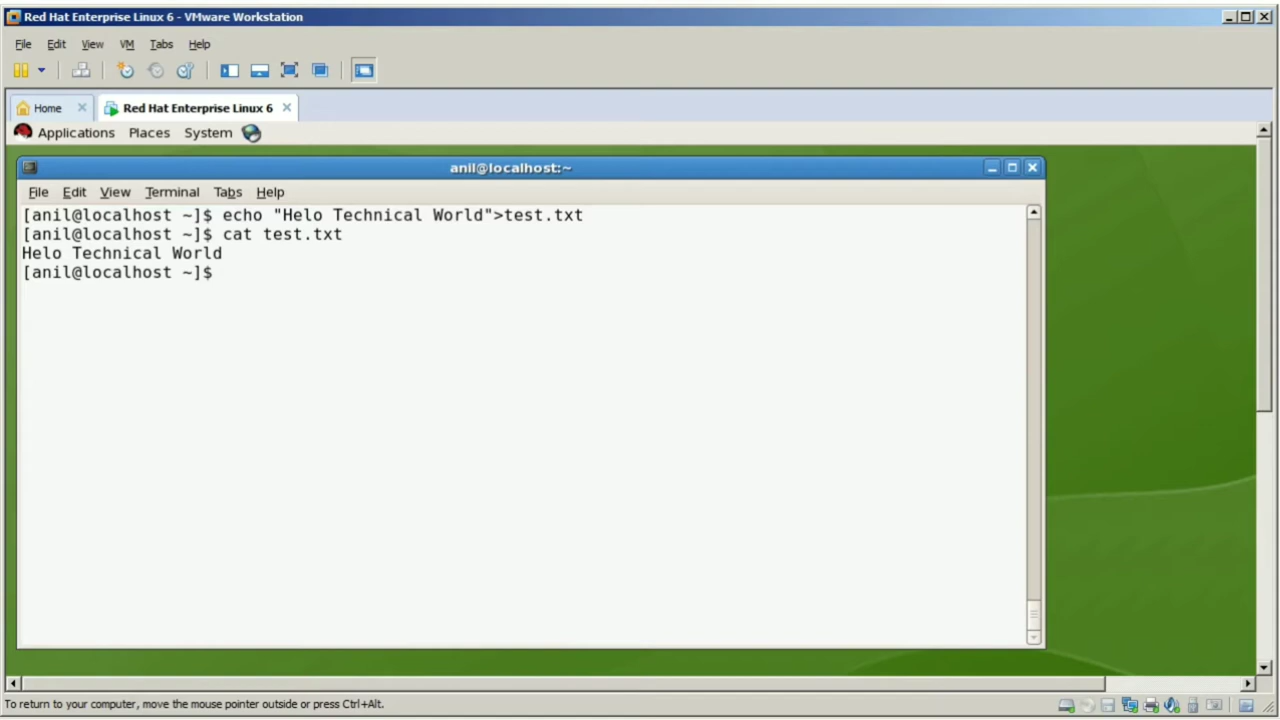 Red Hat Enterprise Linux 6 - VMware Workstation
File Edit View VM Tabs Help
Home Red Hat Enterprise Linux 6
Applications Places System
anil@localhost:~
File Edit View Terminal Tabs Help
[anil@localhost ~]$ echo "Helo Technical World">test.txt
[anil@localhost ~]$ cat test.txt
Helo Technical World
[anil@localhost ~]$
To return to your computer, move the mouse pointer outside or press Ctrl+Alt.